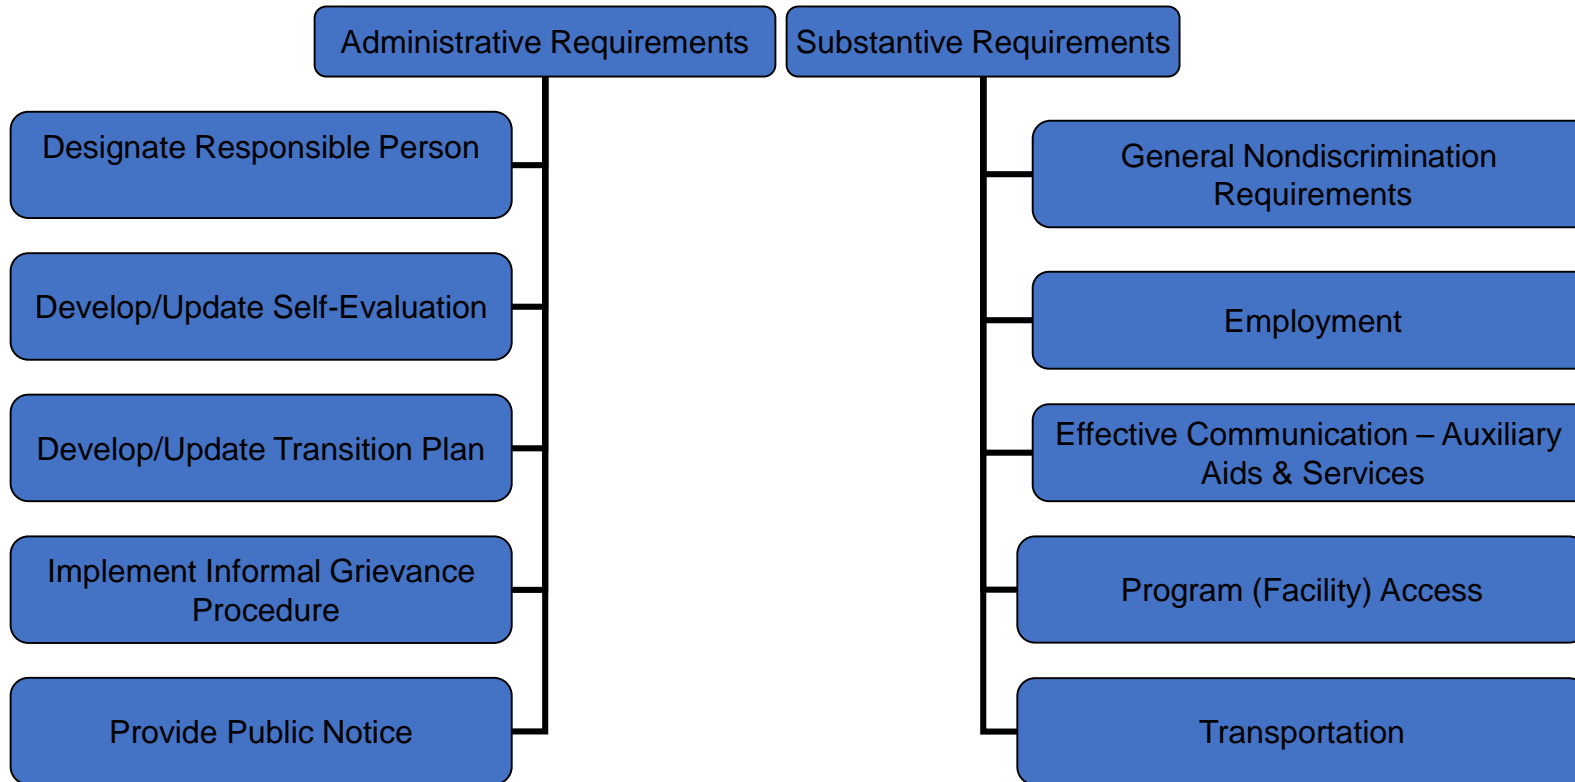 Administrative Requirements
Substantive Requirements
Designate Responsible Person
Develop/Update Self-Evaluation
Develop/Update Transition Plan
Implement Informal Grievance
Procedure
Provide Public Notice
General Nondiscrimination
Requirements
Employment
Effective Communication – Auxiliary
Aids & Services
Program (Facility) Access
Transportation